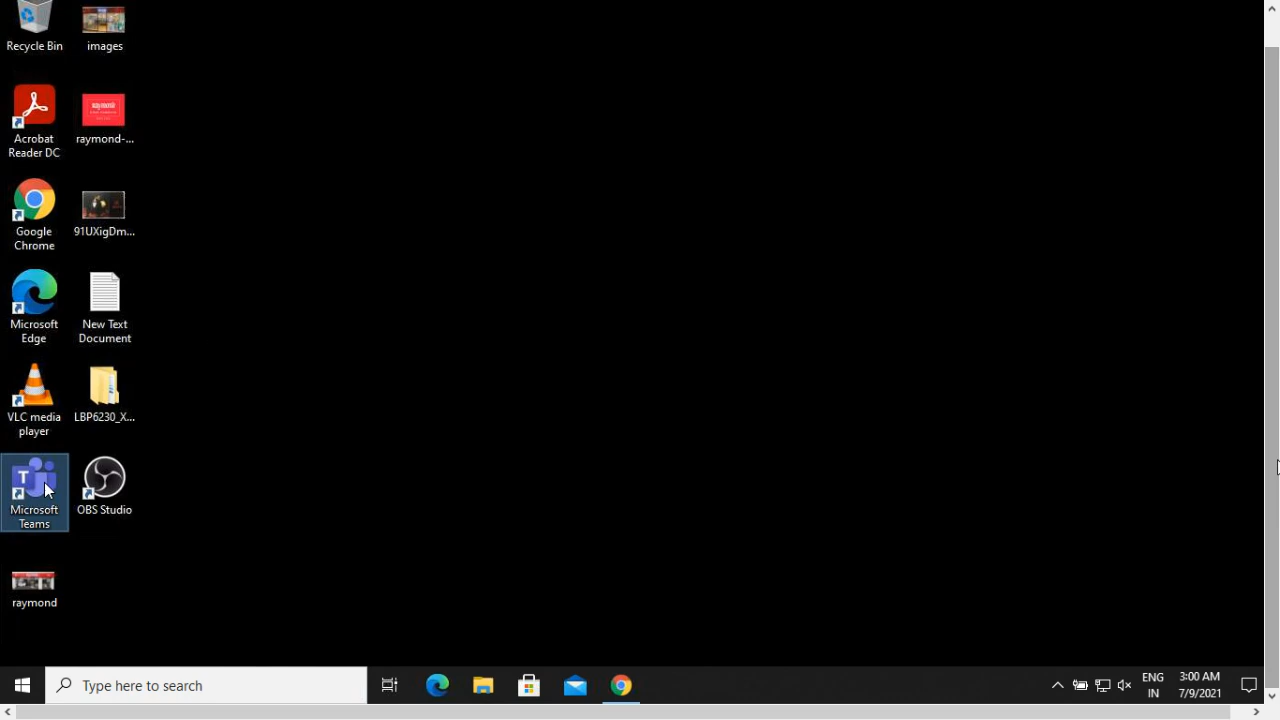 Recycle Bin
images
Acrobat
Reader DC
raymond-...
Google
Chrome
91UXigDm...
Microsoft
Edge
New Text
Document
VLC media
player
LBP6230_X...
T
Microsoft
Teams
OBS Studio
raymond
Type here to search
ENG
IN
3:00 AM
7/9/2021